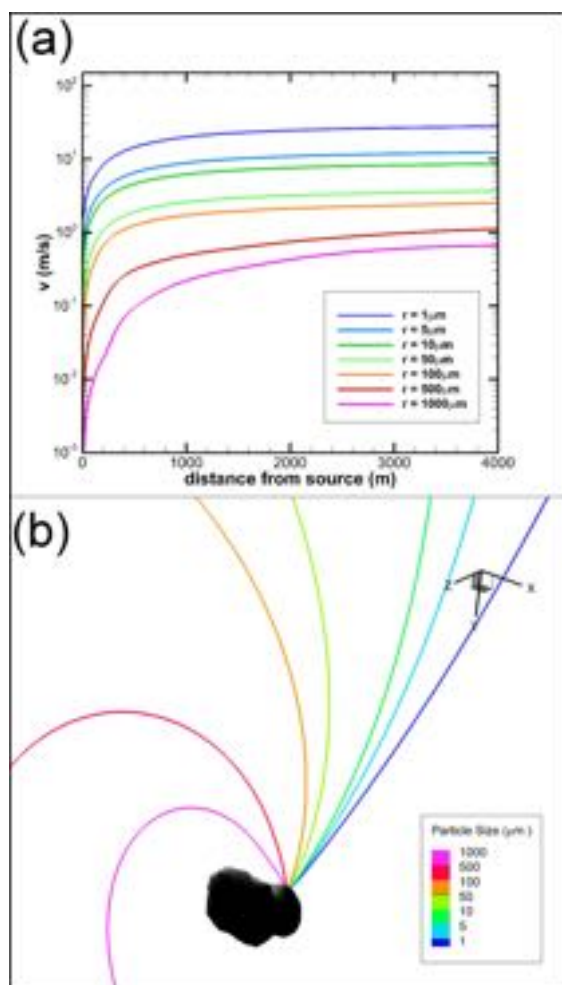 (a)
10²
10¹
10⁰
10⁻¹
10⁻²
10⁻³
v (m/s)
r = 1μm
r = 5μm
r = 10μm
r = 50μm
r = 100μm
r = 500μm
r = 1000μm
0 1000 2000 3000 4000
distance from source (m)
(b)
Z X
Y
Particle Size (μm )
1000
500
100
50
10
5
1